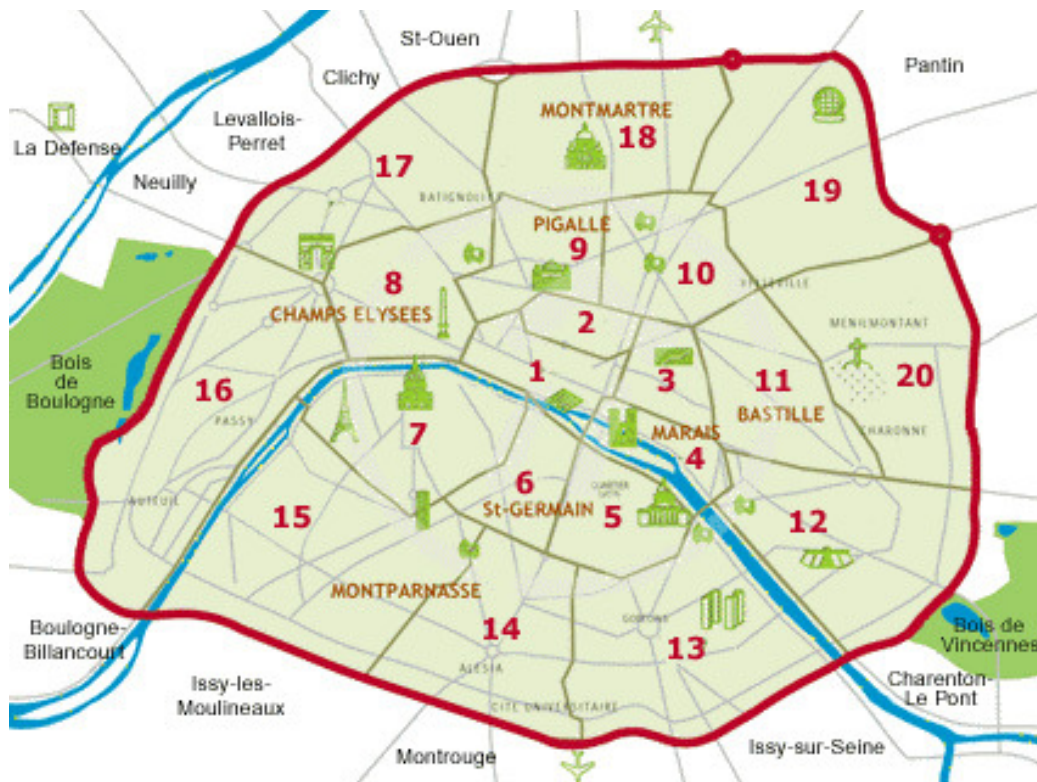 St-Ouen
Clichy
Pantin
Levallois-
Perret
La Defense
Neuilly
MONTMARTRE
18
17
19
BATIGNOLLES
PIGALLE
9
10
8
CHAMPS ELYSEES
BELLEVILLE
2
MENILMONTANT
Bois
de
Boulogne
16
1
3
11
20
BASTILLE
PASSY
7
MARAIS
CHARONNE
4
6
St-GERMAIN
QUARTIER
LATIN
5
AUTEUIL
15
12
MONTPARNASSE
14
GOBELINS
13
Boulogne-
Billancourt
Bois de
Vincennes
ALESIA
Issy-les-
Moulineaux
CITE UNIVERSITAIRE
Charenton-
Le Pont
Montrouge
Issy-sur-Seine